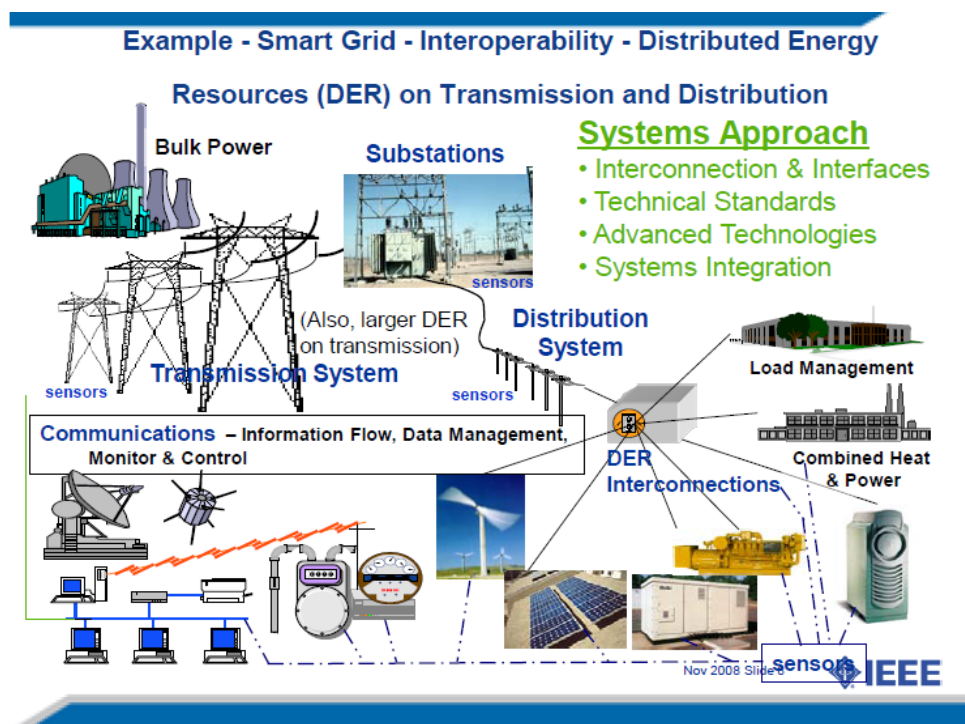 Example - Smart Grid - Interoperability - Distributed Energy
Resources (DER) on Transmission and Distribution
Bulk Power
Substations
sensors
Systems Approach
• Interconnection & Interfaces
• Technical Standards
• Advanced Technologies
• Systems Integration
(Also, larger DER
on transmission)
Transmission System
sensors
Distribution
System
sensors
Load Management
Communications – Information Flow, Data Management,
Monitor & Control
DER
Interconnections
Combined Heat
& Power
sensors
Nov 2008 Slide
IEEE